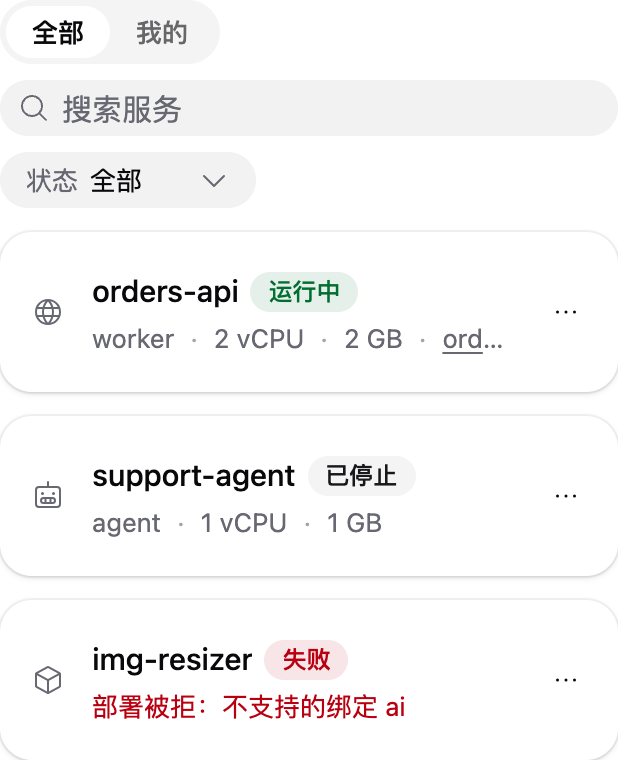 全部 我的
搜索服务
状态 全部
orders-api 运行中
worker · 2 vCPU · 2 GB · ord...
...
support-agent 已停止
agent · 1 vCPU · 1 GB
...
img-resizer 失败
部署被拒：不支持的绑定 ai
...